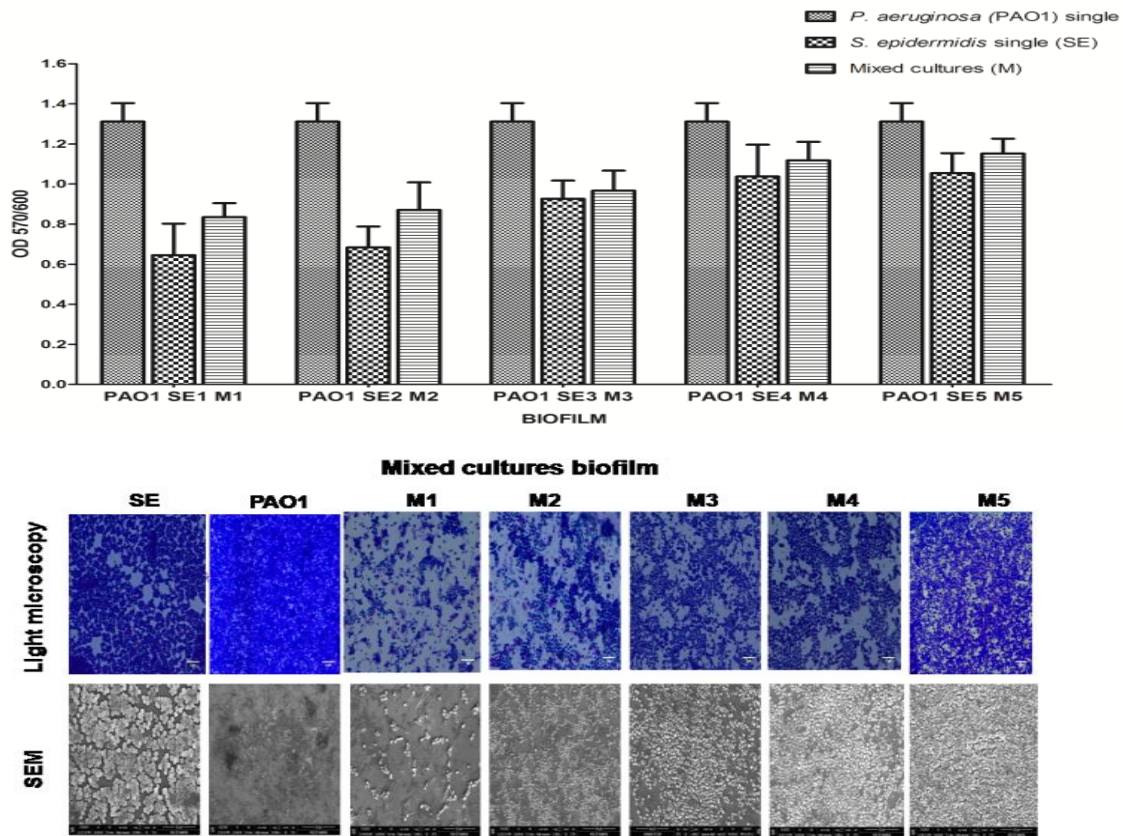 P. aeruginosa (PAO1) single
S. epidermidis single (SE)
Mixed cultures (M)
OD 570/600
1.6
1.4
1.2
1.0
0.8
0.6
0.4
0.2
0.0
PAO1 SE1 M1 PAO1 SE2 M2 PAO1 SE3 M3 PAO1 SE4 M4 PAO1 SE5 M5
BIOFILM
Mixed cultures biofilm
SE PAO1 M1 M2 M3 M4 M5
Light microscopy
SEM